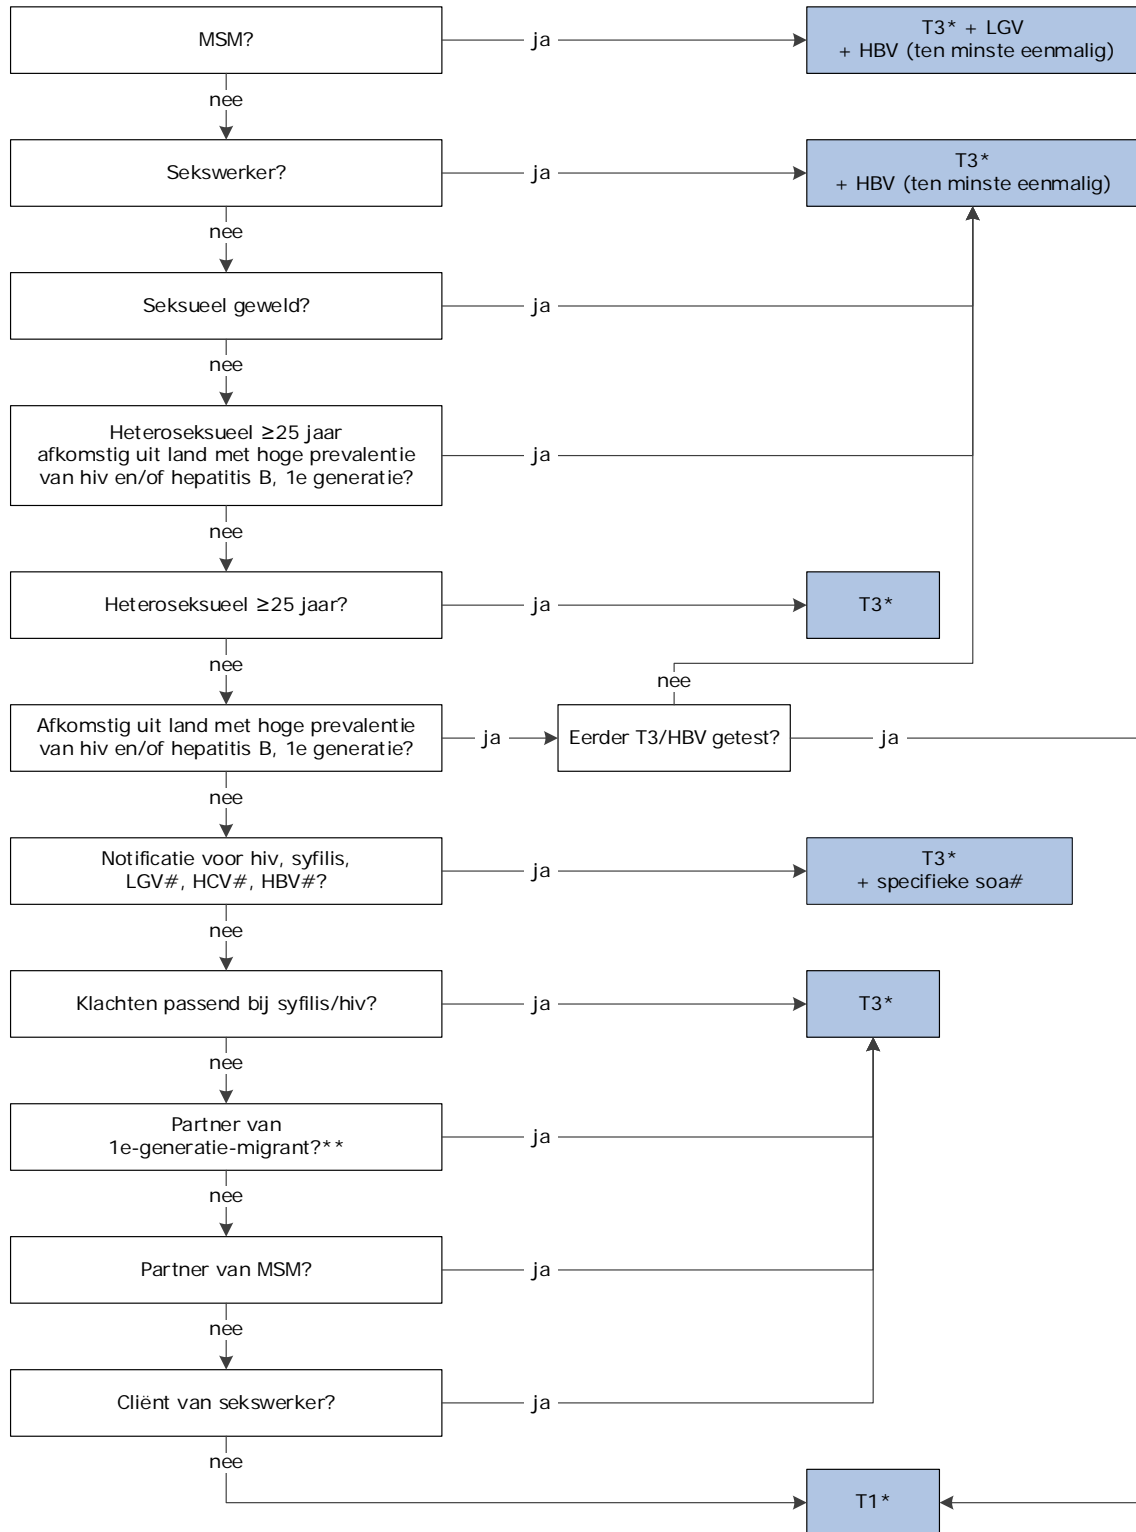 MSM?
ja
T3* + LGV
+ HBV (ten minste eenmalig)
nee
Sekswerker?
ja
T3*
+ HBV (ten minste eenmalig)
nee
Seksueel geweld?
ja
nee
Heteroseksueel ≥25 jaar
afkomstig uit land met hoge prevalentie
van hiv en/of hepatitis B, 1e generatie?
ja
nee
Heteroseksueel ≥25 jaar?
ja
T3*
nee
nee
Afkomstig uit land met hoge prevalentie
van hiv en/of hepatitis B, 1e generatie?
ja
Eerder T3/HBV getest?
ja
nee
Notificatie voor hiv, syfilis,
LGV#, HCV#, HBV#?
ja
T3*
+ specifieke soa#
nee
Klachten passend bij syfilis/hiv?
ja
T3*
nee
Partner van
1e-generatie-migrant?**
ja
nee
Partner van MSM?
ja
nee
Cliënt van sekswerker?
ja
nee
T1*